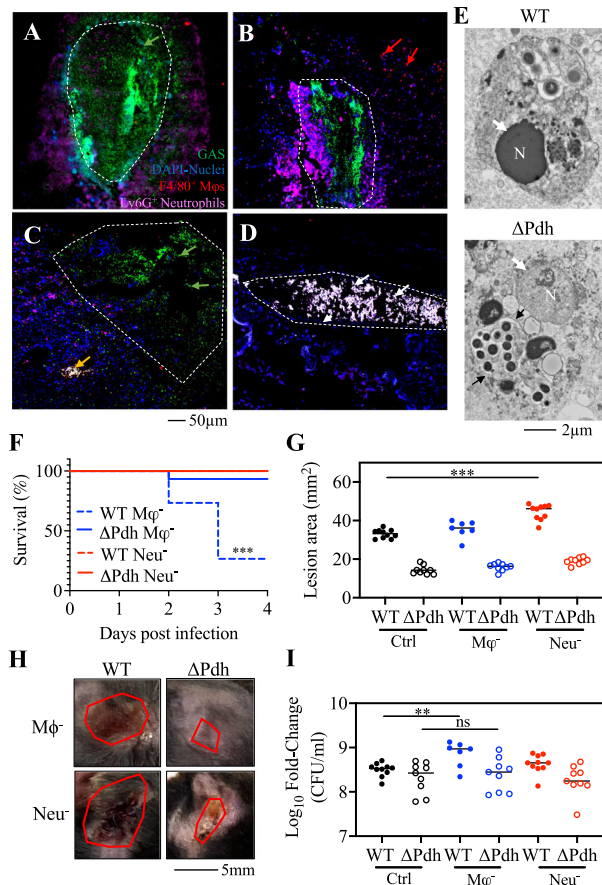 A
GAS
DAPI-Nuclei
F4/80⁺ Mφs
Ly6G⁺ Neutrophils
B
C
D
50μm
E
WT
N
ΔPdh
N
2μm
F
Survival (%)
100
50
0
WT Mφ⁻
ΔPdh Mφ⁻
WT Neu⁻
ΔPdh Neu⁻
***
0 1 2 3 4
Days post infection
G
Lesion area (mm²)
60
40
20
0
***
WT ΔPdh WT ΔPdh WT ΔPdh
Ctrl Mφ⁻ Neu⁻
H
WT ΔPdh
Mϕ⁻
Neu⁻
5mm
I
Log₁₀ Fold-Change
(CFU/ml)
10
9
8
7
**
ns
WT ΔPdh WT ΔPdh WT ΔPdh
Ctrl Mφ⁻ Neu⁻